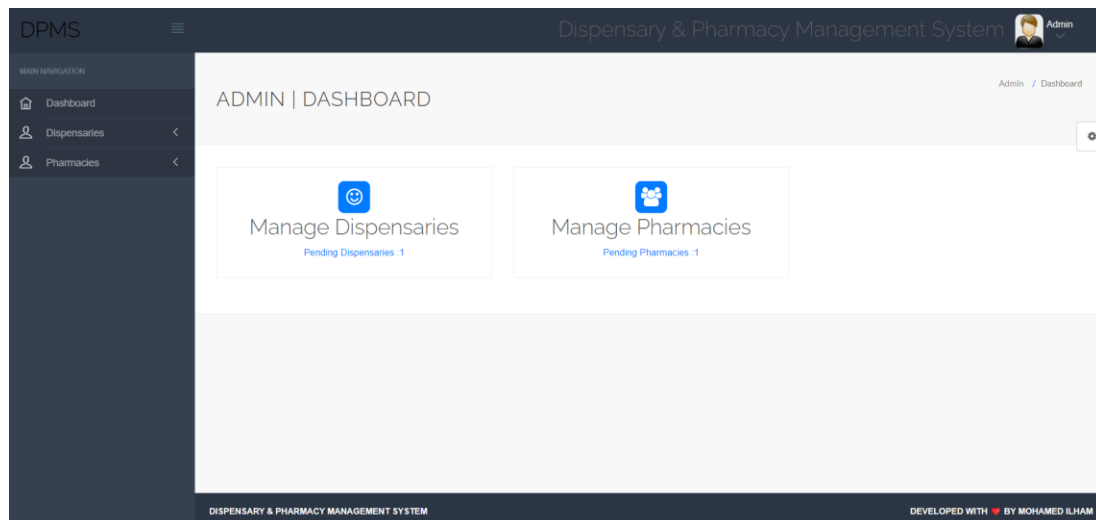 DPMS
Dispensary & Pharmacy Management System
Admin
MAIN NAVIGATION
Dashboard
Dispensaries
Pharmacies
ADMIN | DASHBOARD
Admin / Dashboard
Manage Dispensaries
Pending Dispensaries :1
Manage Pharmacies
Pending Pharmacies :1
DISPENSARY & PHARMACY MANAGEMENT SYSTEM
DEVELOPED WITH ❤ BY MOHAMED ILHAM